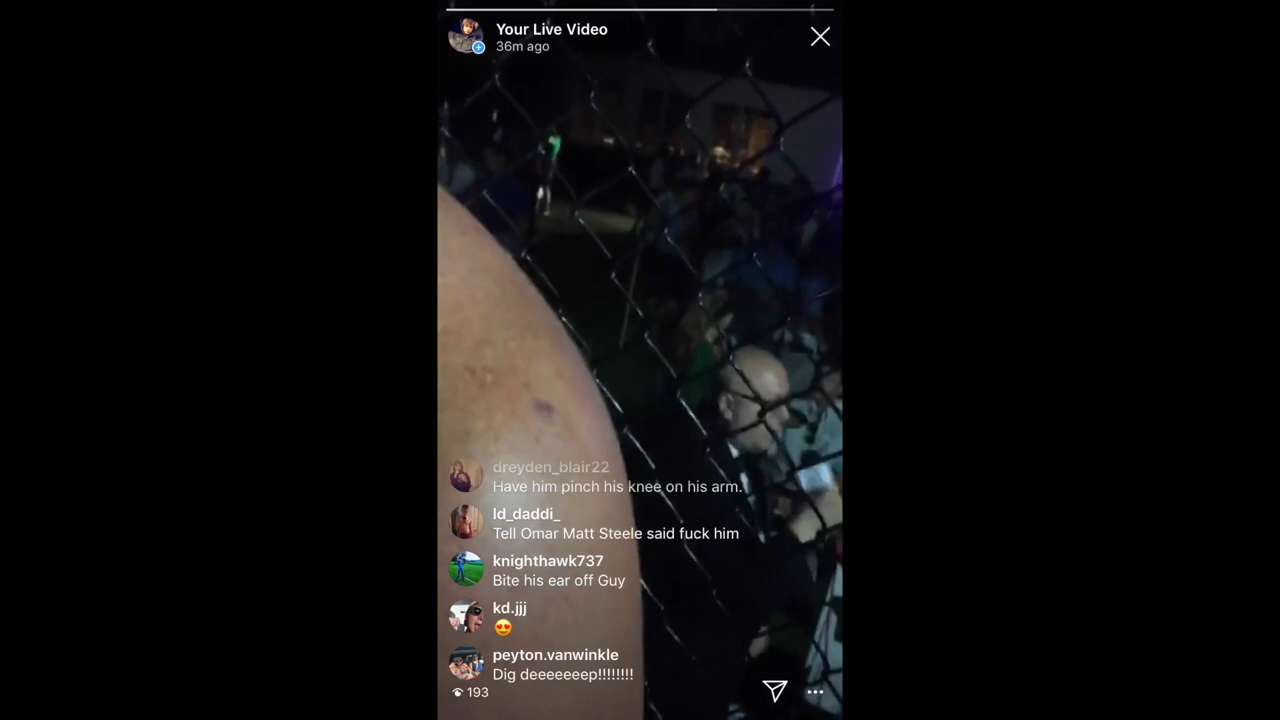 Your Live Video
36m ago
dreyden_blair22
Have him pinch his knee on his arm.
ld_daddi_
Tell Omar Matt Steele said fuck him
knighthawk737
Bite his ear off Guy
kd.jjj
😍
peyton.vanwinkle
Dig deeeeeeep!!!!!!!!
193